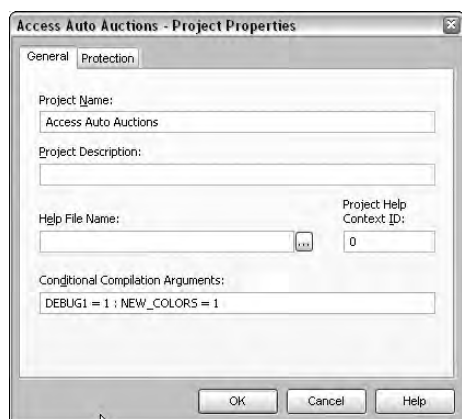 Access Auto Auctions - Project Properties
General Protection
Project Name:
Access Auto Auctions
Project Description:
Help File Name:
Project Help
Context ID:
...
0
Conditional Compilation Arguments:
DEBUG1 = 1 : NEW_COLORS = 1
OK Cancel Help